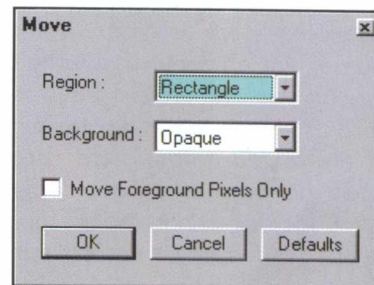 Move
Region : Rectangle
Background : Opaque
Move Foreground Pixels Only
OK Cancel Defaults